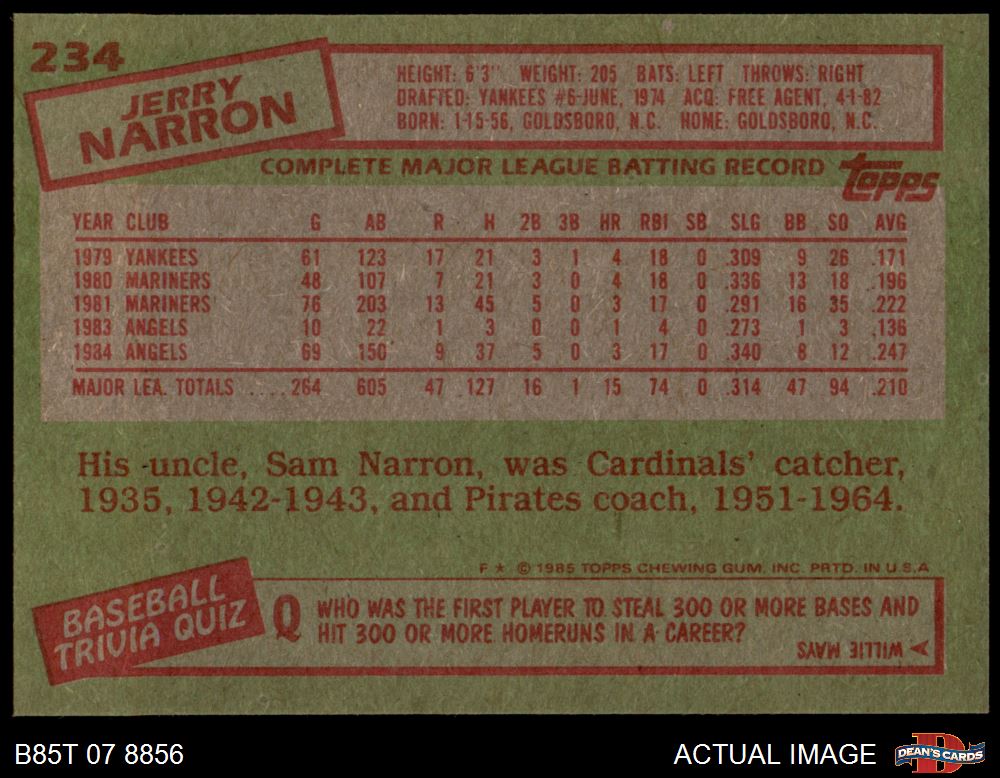 234
JERRY
NARRON
HEIGHT: 6'3" WEIGHT: 205 BATS: LEFT THROWS: RIGHT
DRAFTED: YANKEES #6-JUNE, 1974 ACQ: FREE AGENT, 4-1-82
BORN: 1-15-56, GOLDSBORO, N.C. HOME: GOLDSBORO, N.C.
COMPLETE MAJOR LEAGUE BATTING RECORD
Topps
YEAR CLUB G AB R H 2B 3B HR RBI SB SLG BB SO AVG
1979 YANKEES 61 123 17 21 3 1 4 18 0 .309 9 26 .171
1980 MARINERS 48 107 7 21 3 0 4 18 0 .336 13 18 .196
1981 MARINERS 76 203 13 45 5 0 3 17 0 .291 16 35 .222
1983 ANGELS 10 22 1 3 0 0 1 4 0 .273 1 3 .136
1984 ANGELS 69 150 9 37 5 0 3 17 0 .340 8 12 .247
MAJOR LEA. TOTALS .... 264 605 47 127 16 1 15 74 0 .314 47 94 .210
His uncle, Sam Narron, was Cardinals' catcher,
1935, 1942-1943, and Pirates coach, 1951-1964.
F ★ © 1985 TOPPS CHEWING GUM, INC. PRTD. IN U.S.A
BASEBALL
TRIVIA QUIZ
Q WHO WAS THE FIRST PLAYER TO STEAL 300 OR MORE BASES AND
HIT 300 OR MORE HOMERUNS IN A CAREER?
A WILLIE MAYS
B85T 07 8856
ACTUAL IMAGE
D
DEAN'S CARDS